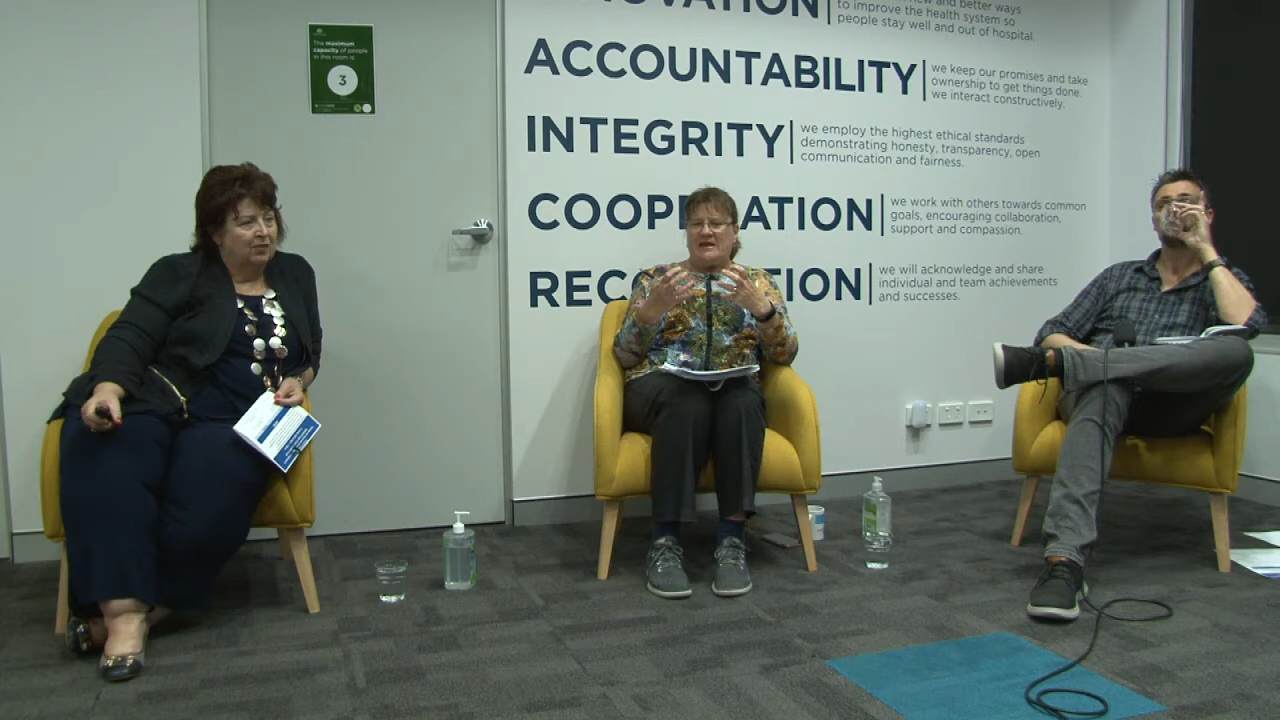 The maximum
capacity of people
in this room is:
3
and better ways
to improve the health system so
people stay well and out of hospital.
ACCOUNTABILITY
we keep our promises and take
ownership to get things done.
we interact constructively.
INTEGRITY
we employ the highest ethical standards
demonstrating honesty, transparency, open
communication and fairness.
we work with others towards common
goals, encouraging collaboration,
support and compassion.
we will acknowledge and share
individual and team achievements
and successes.